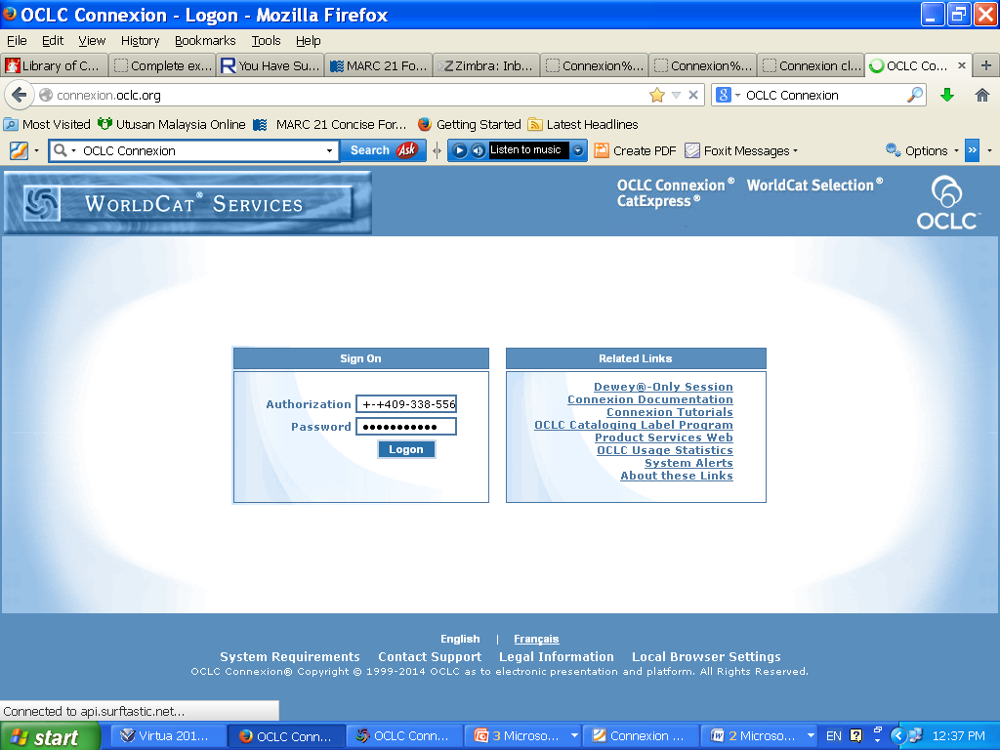 OCLC Connexion - Logon - Mozilla Firefox
File Edit View History Bookmarks Tools Help
Library of C... Complete ex... You Have Su... MARC 21 Fo... Zimbra: Inb... Connexion%... Connexion%... Connexion cl... OCLC Co...
connexion.oclc.org OCLC Connexion
Most Visited Utusan Malaysia Online MARC 21 Concise For... Getting Started Latest Headlines
OCLC Connexion Search Ask Listen to music Create PDF Foxit Messages Options
WORLDCAT® SERVICES
OCLC Connexion® WorldCat Selection®
CatExpress®
OCLC
Sign On
Authorization +-+409-338-556
Password
Logon
Related Links
Dewey®-Only Session
Connexion Documentation
Connexion Tutorials
OCLC Cataloging Label Program
Product Services Web
OCLC Usage Statistics
System Alerts
About these Links
English | Français
System Requirements Contact Support Legal Information Local Browser Settings
OCLC Connexion® Copyright © 1999-2014 OCLC as to electronic presentation and platform. All Rights Reserved.
Connected to api.surftastic.net...
start Virtua 201... OCLC Conn... OCLC Conn... 3 Microso... Connexion ... 2 Microso... EN 12:37 PM